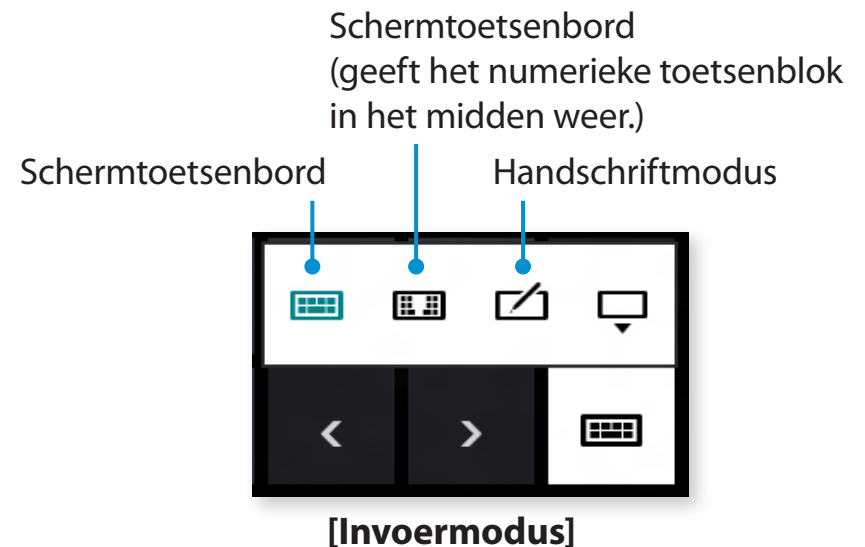 Schermtoetsenbord
(geeft het numerieke toetsenblok
in het midden weer.)
Schermtoetsenbord
Handschriftmodus
[Invoermodus]